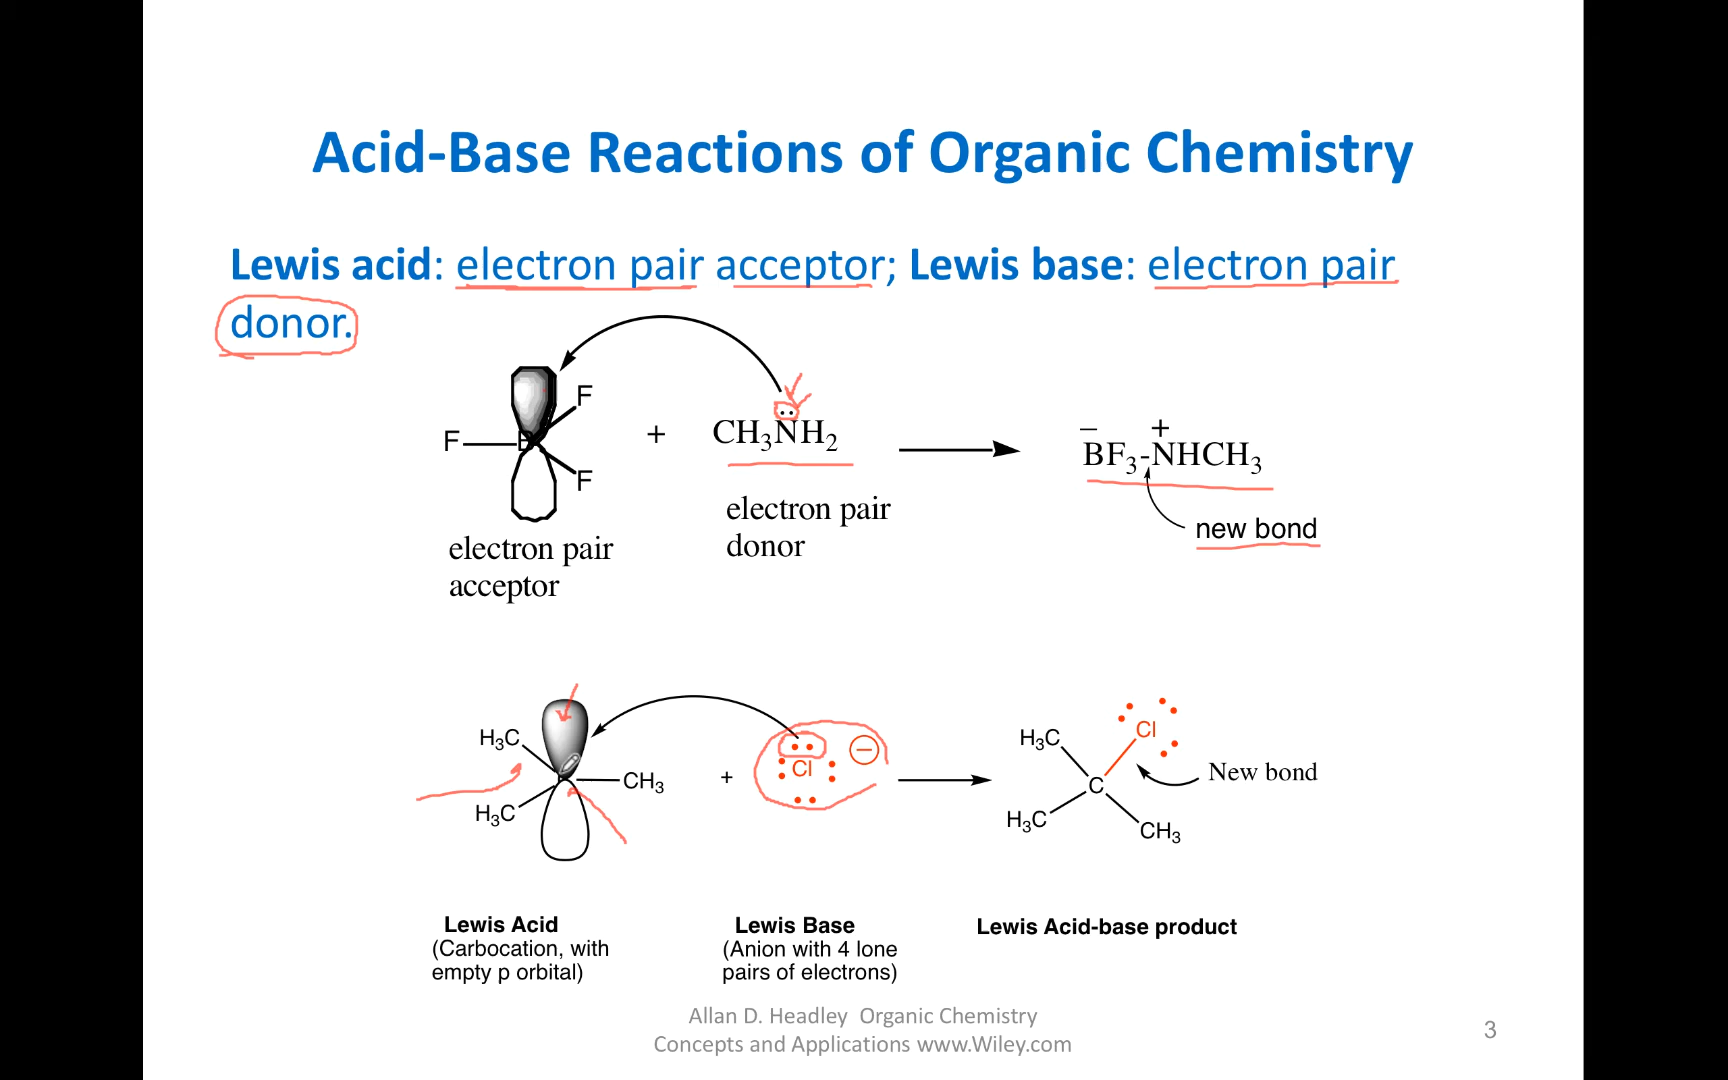 Acid-Base Reactions of Organic Chemistry
Lewis acid: electron pair acceptor; Lewis base: electron pair
donor.
F
F
B
F
+
CH₃NH₂
BF₃-NHCH₃
− +
electron pair
acceptor
electron pair
donor
new bond
H₃C
CH₃
H₃C
+
Cl
−
H₃C
Cl
C
H₃C
CH₃
New bond
Lewis Acid
(Carbocation, with
empty p orbital)
Lewis Base
(Anion with 4 lone
pairs of electrons)
Lewis Acid-base product
Allan D. Headley Organic Chemistry
Concepts and Applications www.Wiley.com
3